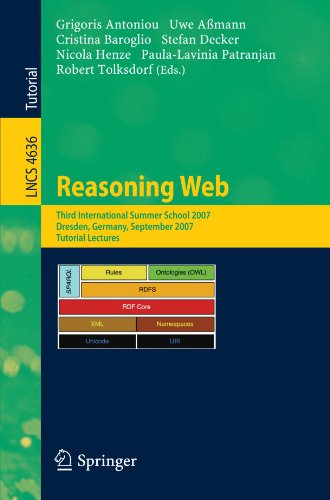 Grigoris Antoniou Uwe Aßmann
Cristina Baroglio Stefan Decker
Nicola Henze Paula-Lavinia Patranjan
Robert Tolksdorf (Eds.)
LNCS 4636 Tutorial
Reasoning Web
Third International Summer School 2007
Dresden, Germany, September 2007
Tutorial Lectures
SPARQL
Rules Ontologies (OWL)
RDFS
RDF Core
XML Namespaces
Unicode URI
Springer